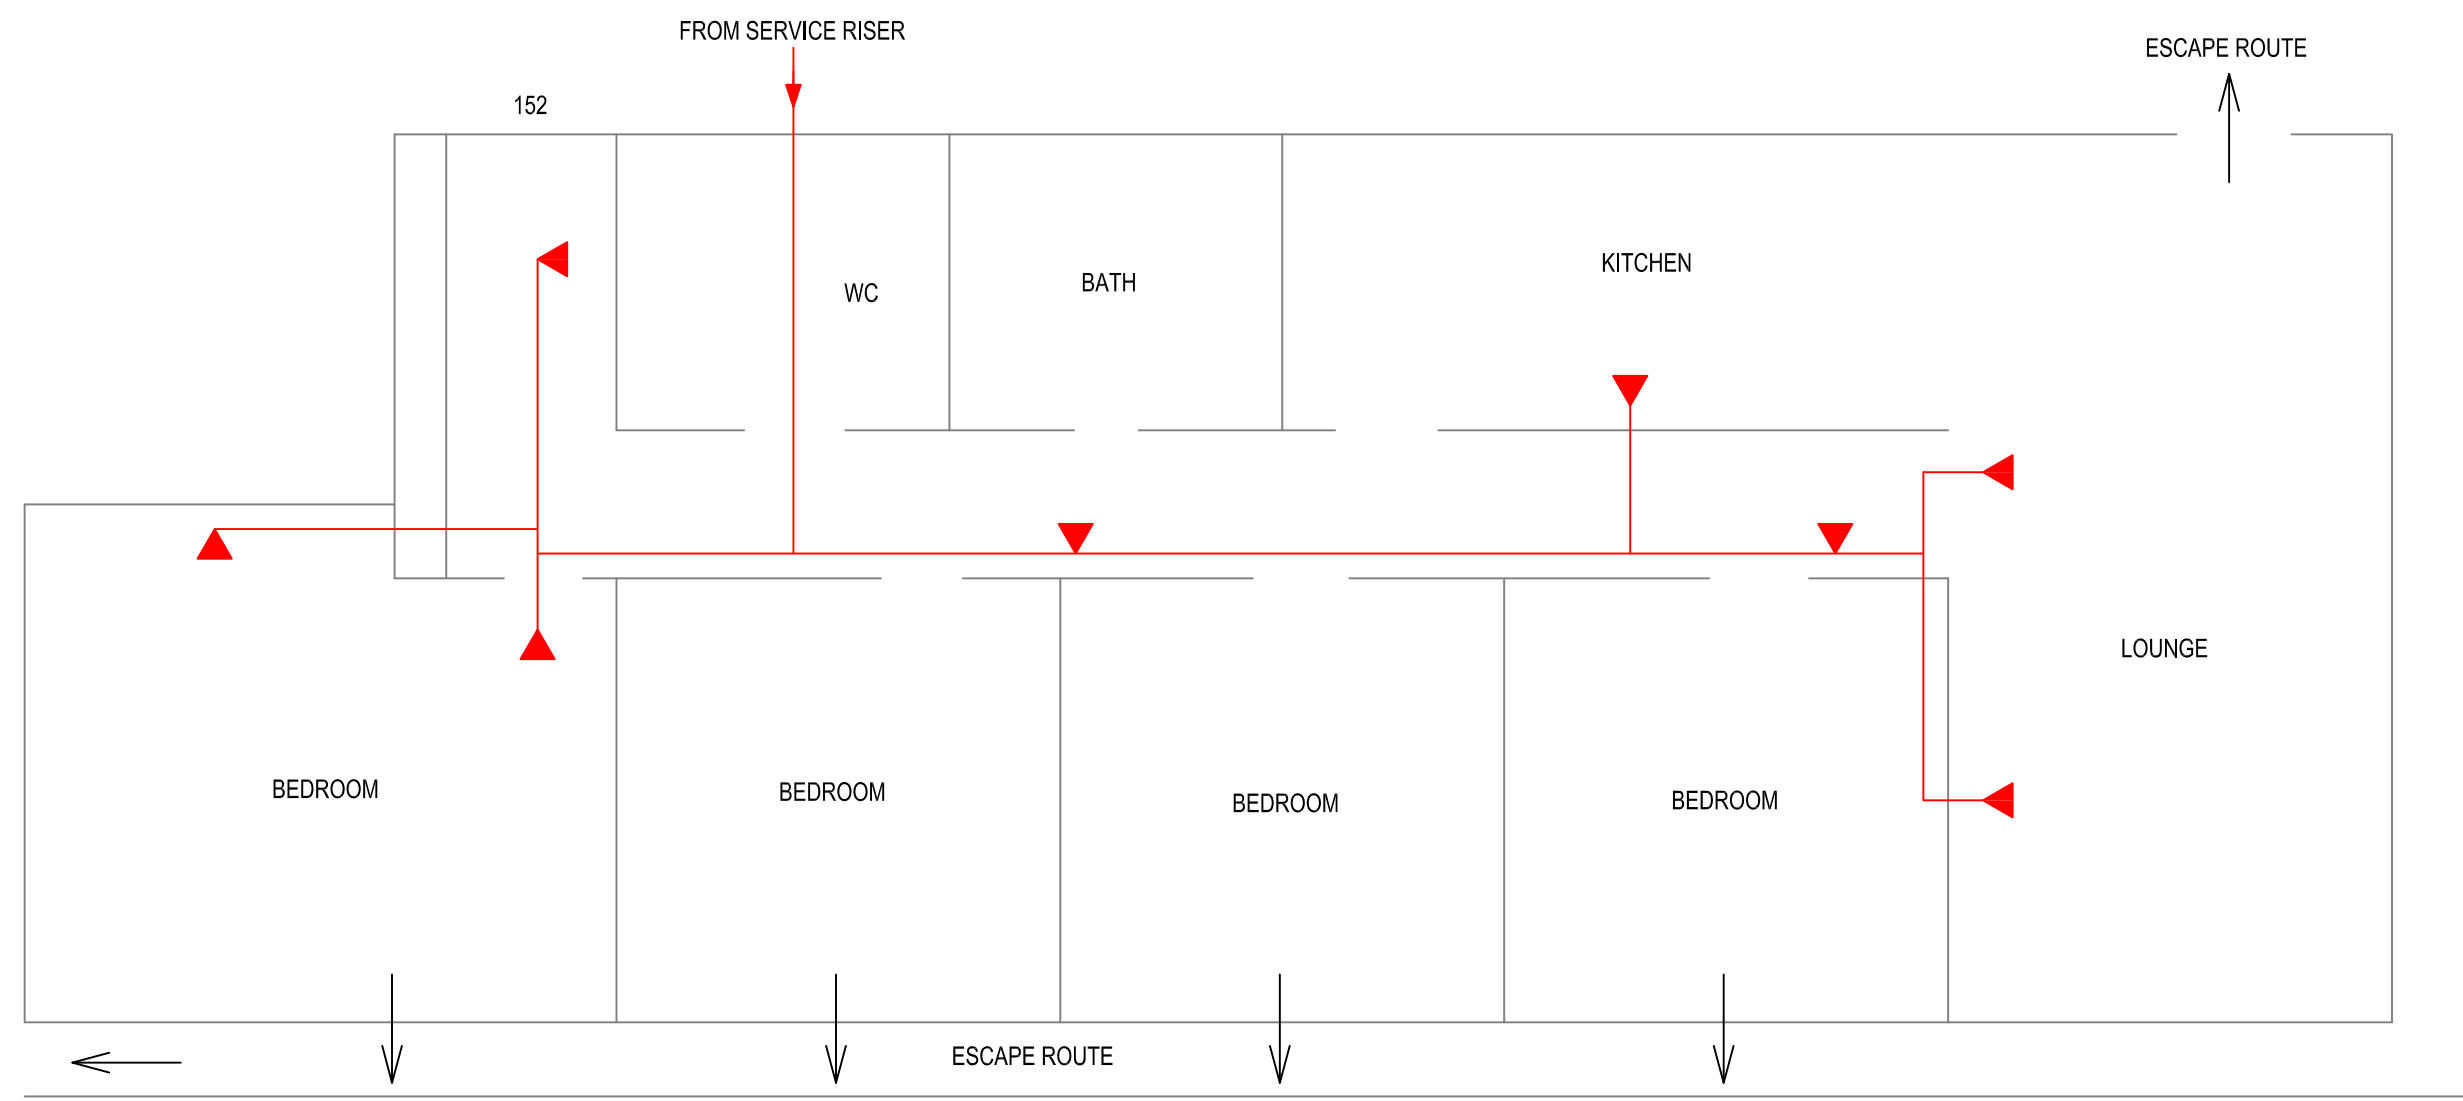 FROM SERVICE RISER
ESCAPE ROUTE
152
WC
BATH
KITCHEN
LOUNGE
BEDROOM
BEDROOM
BEDROOM
BEDROOM
ESCAPE ROUTE